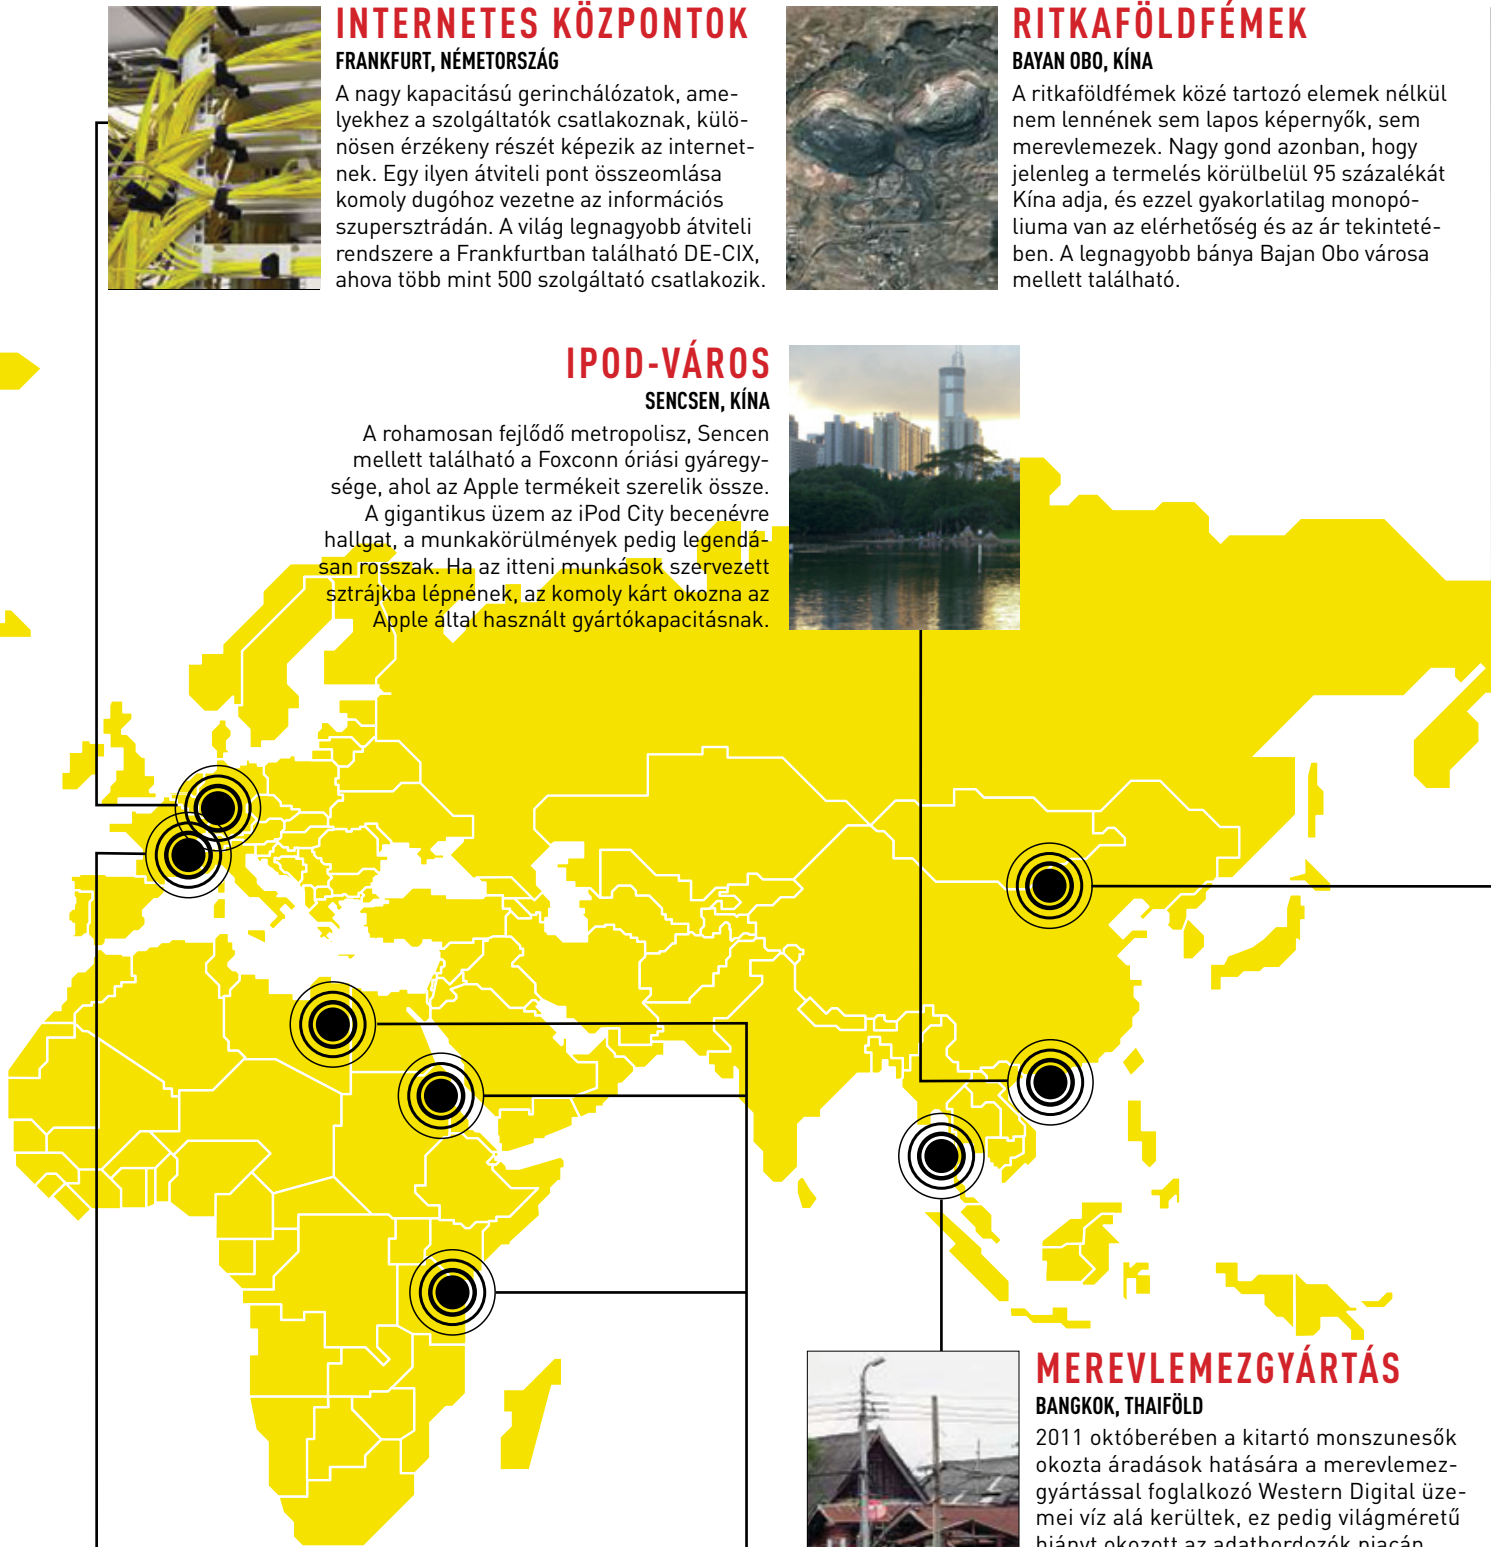 INTERNETES KÖZPONTOK
FRANKFURT, NÉMETORSZÁG
A nagy kapacitású gerinchálózatok, ame-
lyekhez a szolgáltatók csatlakoznak, külö-
nösen érzékeny részét képezik az internet-
nek. Egy ilyen átviteli pont összeomlása
komoly dugóhoz vezetne az információs
szupersztrádán. A világ legnagyobb átviteli
rendszere a Frankfurtban található DE-CIX,
ahova több mint 500 szolgáltató csatlakozik.
RITKAFÖLDFÉMEK
BAYAN OBO, KÍNA
A ritkaföldfémek közé tartozó elemek nélkül
nem lennének sem lapos képernyők, sem
merevlemezek. Nagy gond azonban, hogy
jelenleg a termelés körülbelül 95 százalékát
Kína adja, és ezzel gyakorlatilag monopó-
liuma van az elérhetőség és az ár tekinteté-
ben. A legnagyobb bánya Bajan Obo városa
mellett található.
IPOD-VÁROS
SENCSEN, KÍNA
A rohamosan fejlődő metropolisz, Sencen
mellett található a Foxconn óriási gyáregy-
sége, ahol az Apple termékeit szerelik össze.
A gigantikus üzem az iPod City becenévre
hallgat, a munkakörülmények pedig legendá-
san rosszak. Ha az itteni munkások szervezett
sztrájkba lépnének, az komoly kárt okozna az
Apple által használt gyártókapacitásnak.
MEREVLEMEZGYÁRTÁS
BANGKOK, THAIFÖLD
2011 októberében a kitartó monszunesők
okozta áradások hatására a merevlemez-
gyártással foglalkozó Western Digital üze-
mei víz alá kerültek, ez pedig világméretű
hiányt okozott az adathordozók piacán